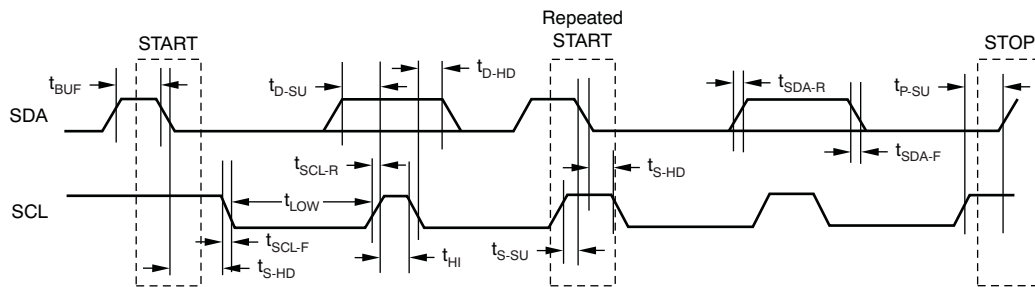 Repeated
START
START
STOP
tBUF
tD-SU
tD-HD
tSDA-R
tP-SU
SDA
tSCL-R
tS-HD
tSDA-F
tLOW
SCL
tSCL-F
tS-HD
tHI
tS-SU